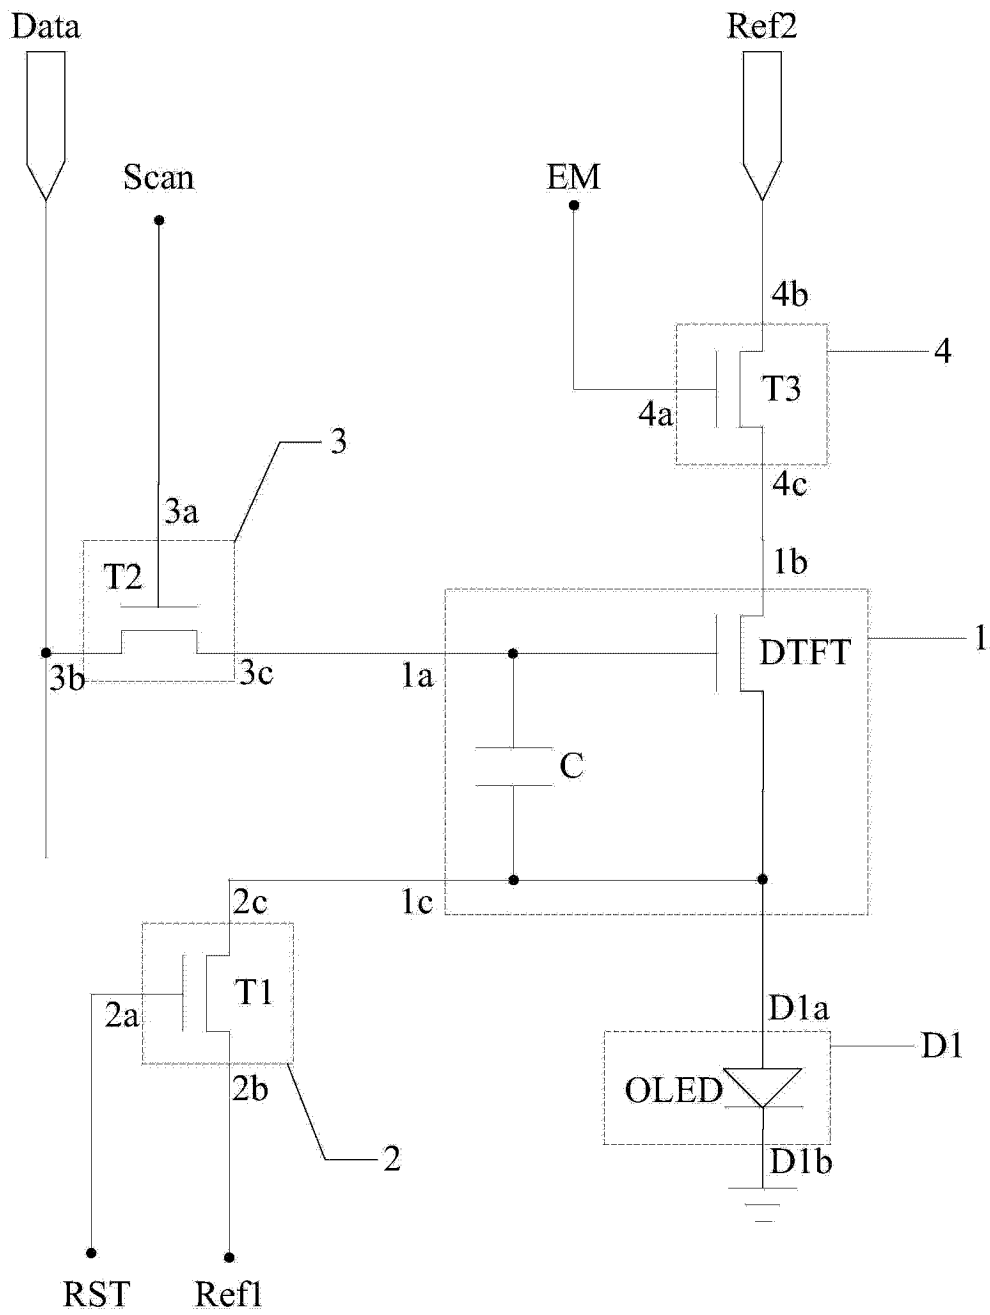 Data
Ref2
Scan
EM
4b
4
T3
4a
3
4c
3a
1b
T2
1
DTFT
3b
3c
1a
C
2c
1c
T1
2a
D1a
D1
OLED
2b
2
D1b
RST
Ref1